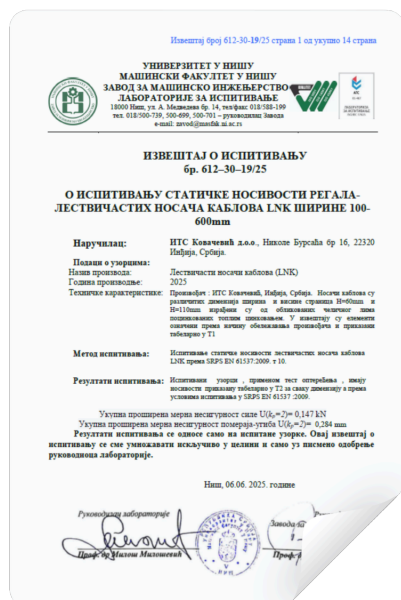 Извештај број 612-30-19/25 страна 1 од укупно 14 страна
УНИВЕРЗИТЕТ У НИШУ
МАШИНСКИ ФАКУЛТЕТ У НИШУ
ЗАВОД ЗА МАШИНСКО ИНЖЕЊЕРСТВО
ЛАБОРАТОРИЈЕ ЗА ИСПИТИВАЊЕ
18000 Ниш, ул. А. Медведева бр. 14, тел/факс 018/588-199
тел. 018/500-739, 500-699, 500-701 – руководилац Завода
e-mail: zavod@masfak.ni.ac.rs
ИЗВЕШТАЈ О ИСПИТИВАЊУ
бр. 612–30–19/25
О ИСПИТИВАЊУ СТАТИЧКЕ НОСИВОСТИ РЕГАЛА-
ЛЕСТВИЧАСТИХ НОСАЧА КАБЛОВА LNK ШИРИНЕ 100-
600mm
Наручилац: ИТС Ковачевић д.о.о., Николе Бурсаћа бр 16, 22320
Инђија, Србија.
Подаци о узорцима:
Назив производа: Лествичасти носачи каблова (LNK)
Година производње: 2025
Техничке карактеристике: Произвођач : ИТС Ковачевић, Инђија, Србија. Носачи каблова су
различитих димензија ширина и висине страница H=60mm и
H=110mm израђени су од обликованих челичног лима
поцинкованих топлим цинковањем. У извештају су елементи
означени према начину обележавања произвођача и приказани
табеларно у Т1
Метод испитивања: Испитивање статичке носивости лествичастих носача каблова
LNK према SRPS EN 61537:2009. т 10.
Резултати испитивања: Испитивани узорци , применом тест оптерећења , имају
носивости приказану табеларно у Т2 за сваку димензију а према
условима испитивања у SRPS EN 61537 :2009.
Укупна проширена мерна несигурност силе U(kp=2)= 0,147 kN
Укупна проширена мерна несигурност помераја-угиба U(kp=2)= 0,284 mm
Резултати испитивања се односе само на испитане узорке. Овај извештај о
испитивању се сме умножавати искључиво у целини и само уз писмено одобрење
руководиоца лабораторије.
Ниш, 06.06. 2025. године
Руководилац лабораторије
Завода
Проф. др Милош Милошевић
Проф.